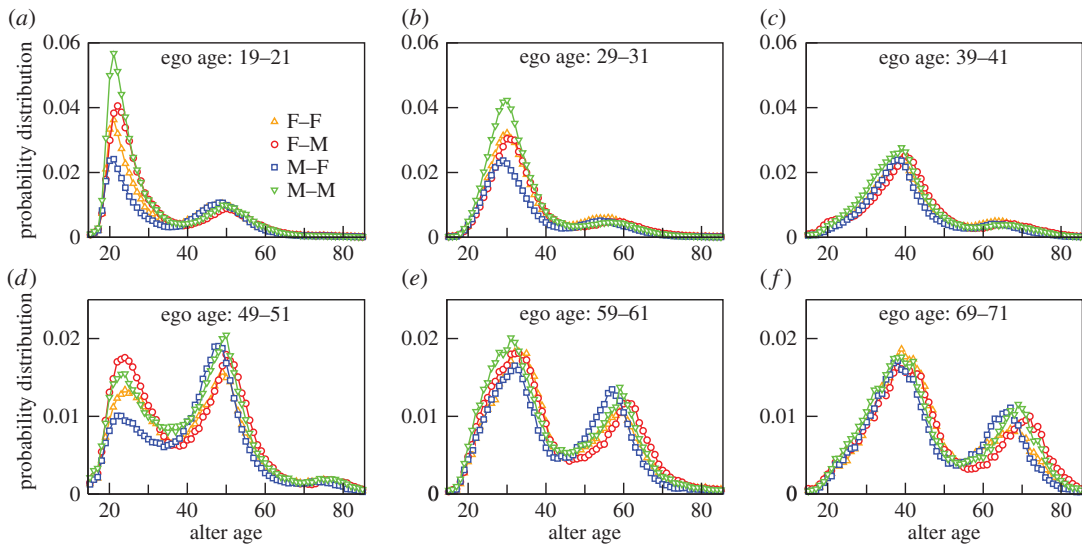 (a) (b) (c)
0.06 0.06 0.06
ego age: 19–21 ego age: 29–31 ego age: 39–41
probability distribution
0.04 0.04 0.04
F–F
F–M
M–F
M–M
0.02 0.02 0.02
0 0 0
20 40 60 80 20 40 60 80 20 40 60 80
(d) (e) (f)
ego age: 49–51 ego age: 59–61 ego age: 69–71
probability distribution
0.02 0.02 0.02
0.01 0.01 0.01
0 0 0
20 40 60 80 20 40 60 80 20 40 60 80
alter age alter age alter age